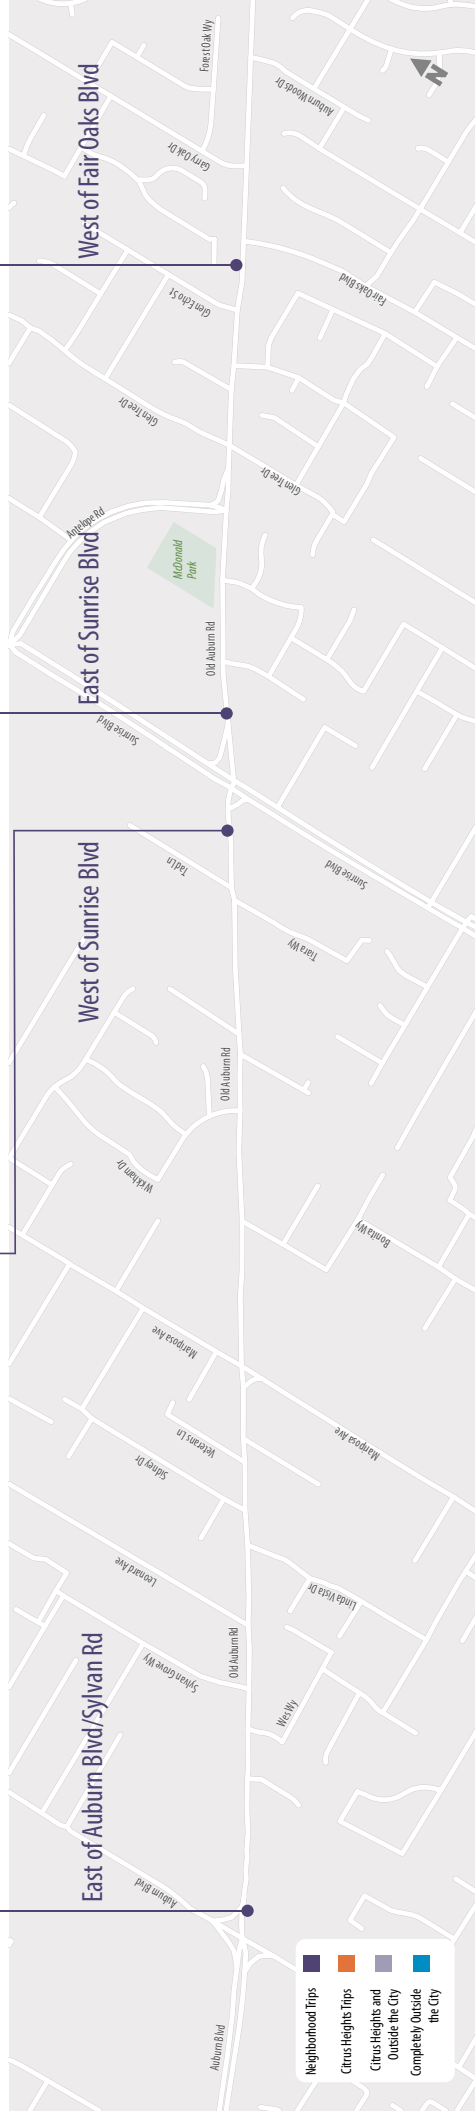 East of Auburn Blvd/Sylvan Rd
West of Sunrise Blvd
East of Sunrise Blvd
West of Fair Oaks Blvd
Auburn Blvd
Auburn Blvd
Sylvan Grove Wy
Old Auburn Rd
Wes Wy
Leonard Ave
Linda Vista Dr
Sidney Dr
Veterans Ln
Mariposa Ave
Mariposa Ave
Wickham Dr
Bonita Wy
Old Auburn Rd
Tad Ln
Tiara Wy
Sunrise Blvd
Sunrise Blvd
Old Auburn Rd
McDonald
Park
Antelope Rd
Glen Tree Dr
Glen Tree Dr
Glen Echo St
Fair Oaks Blvd
Garry Oak Dr
Forest Oak Wy
Auburn Woods Dr
N
Neighborhood Trips
Citrus Heights Trips
Citrus Heights and
Outside the City
Completely Outside
the City